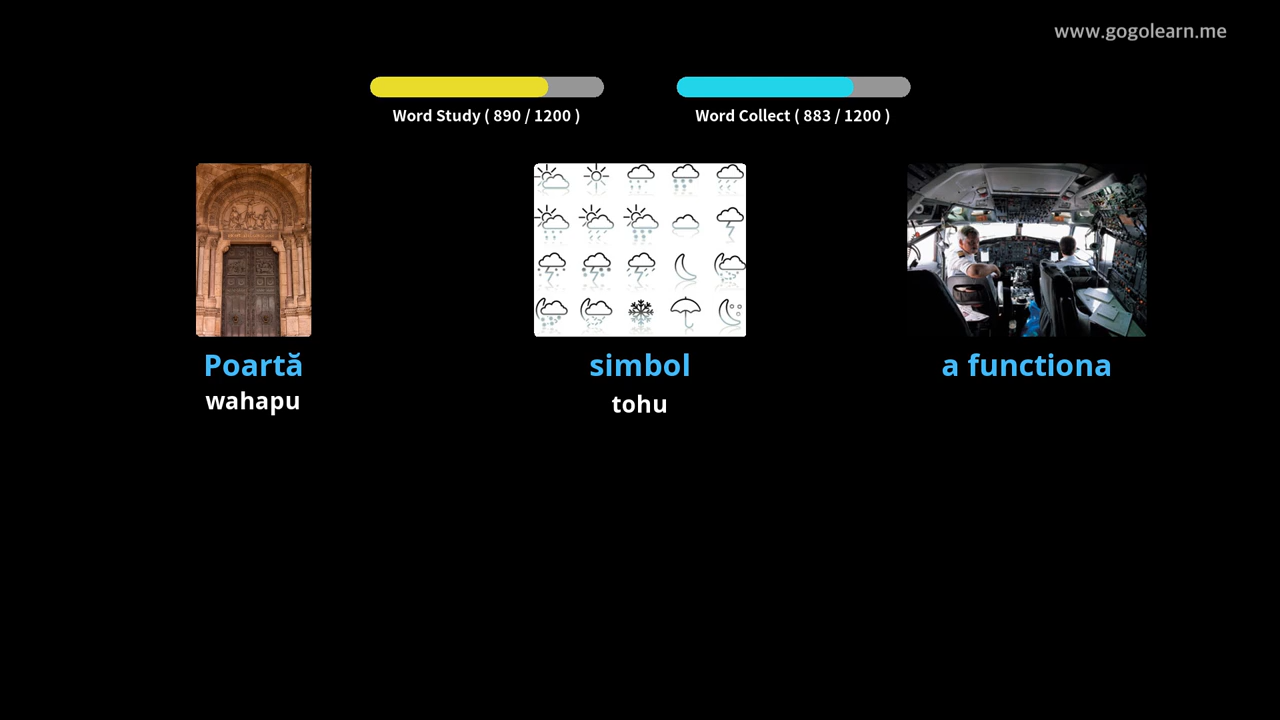 www.gogolearn.me
Word Study ( 890 / 1200 )
Word Collect ( 883 / 1200 )
Poartă
simbol
a functiona
wahapu
tohu